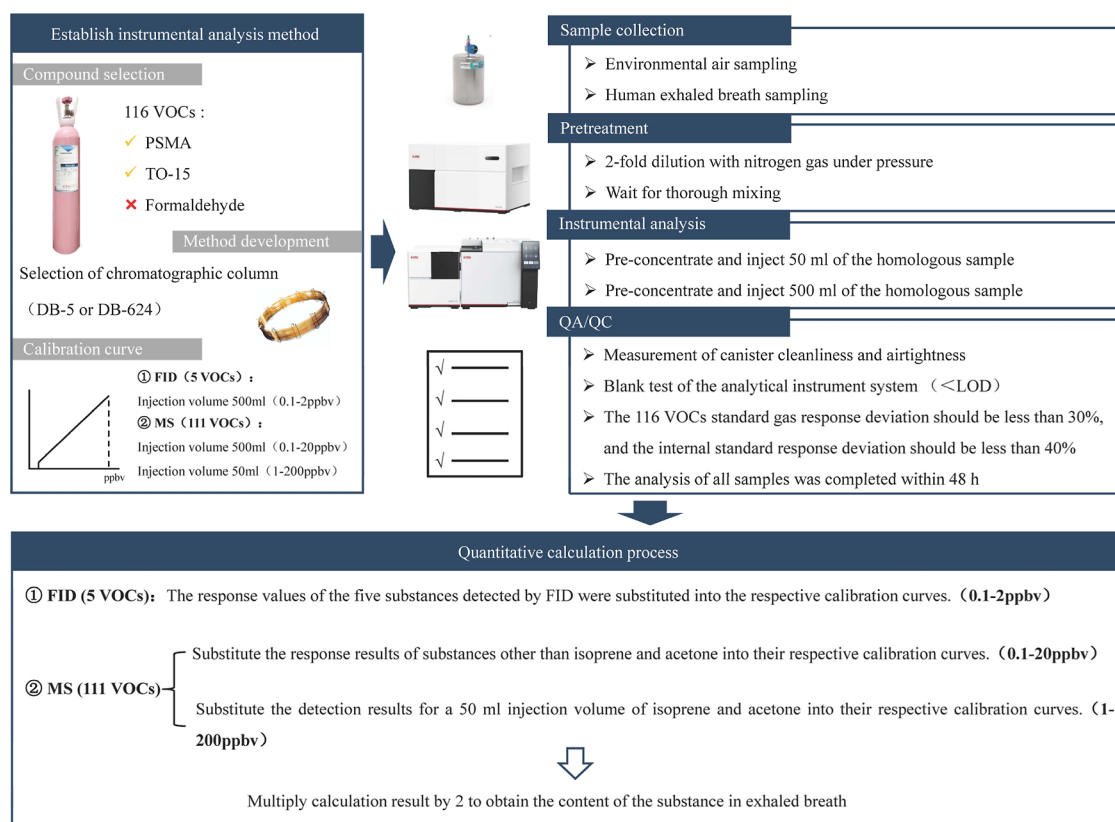 Establish instrumental analysis method
Compound selection
116 VOCs :
✓ PSMA
✓ TO-15
✗ Formaldehyde
Method development
Selection of chromatographic column
（DB-5 or DB-624）
Calibration curve
① FID（5 VOCs）：
Injection volume 500ml（0.1-2ppbv）
② MS（111 VOCs）：
Injection volume 500ml（0.1-20ppbv）
Injection volume 50ml（1-200ppbv）
ppbv
Sample collection
➢ Environmental air sampling
➢ Human exhaled breath sampling
Pretreatment
➢ 2-fold dilution with nitrogen gas under pressure
➢ Wait for thorough mixing
Instrumental analysis
➢ Pre-concentrate and inject 50 ml of the homologous sample
➢ Pre-concentrate and inject 500 ml of the homologous sample
QA/QC
➢ Measurement of canister cleanliness and airtightness
➢ Blank test of the analytical instrument system （＜LOD）
➢ The 116 VOCs standard gas response deviation should be less than 30%,
and the internal standard response deviation should be less than 40%
➢ The analysis of all samples was completed within 48 h
Quantitative calculation process
① FID (5 VOCs): The response values of the five substances detected by FID were substituted into the respective calibration curves.（0.1-2ppbv）
② MS (111 VOCs)
Substitute the response results of substances other than isoprene and acetone into their respective calibration curves.（0.1-20ppbv）
Substitute the detection results for a 50 ml injection volume of isoprene and acetone into their respective calibration curves.（1-
200ppbv）
Multiply calculation result by 2 to obtain the content of the substance in exhaled breath